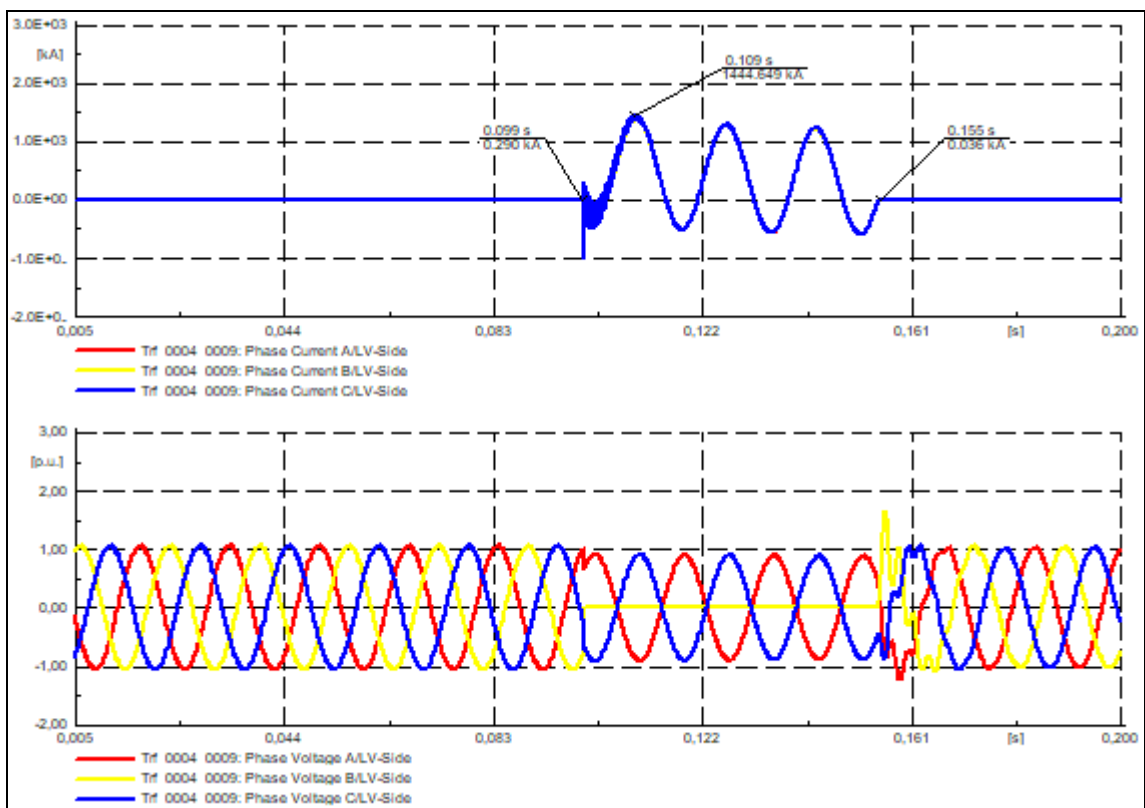 3.0E+03
[kA]
2.0E+03
1.0E+03
0.0E+00
-1.0E+0..
-2.0E+0..
0.109 s
1444.649 kA
0.099 s
0.290 kA
0.155 s
0.036 kA
0,005 0,044 0,083 0,122 0,161 [s] 0,200
Trf 0004 0009: Phase Current A/LV-Side
Trf 0004 0009: Phase Current B/LV-Side
Trf 0004 0009: Phase Current C/LV-Side
3,00
[p.u.]
2,00
1,00
0,00
-1,00
-2,00
0,005 0,044 0,083 0,122 0,161 [s] 0,200
Trf 0004 0009: Phase Voltage A/LV-Side
Trf 0004 0009: Phase Voltage B/LV-Side
Trf 0004 0009: Phase Voltage C/LV-Side